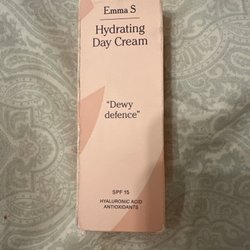 Emma S
Hydrating
Day Cream
"Dewy
defence"
SPF 15
HYALURONIC ACID
ANTIOXIDANTS